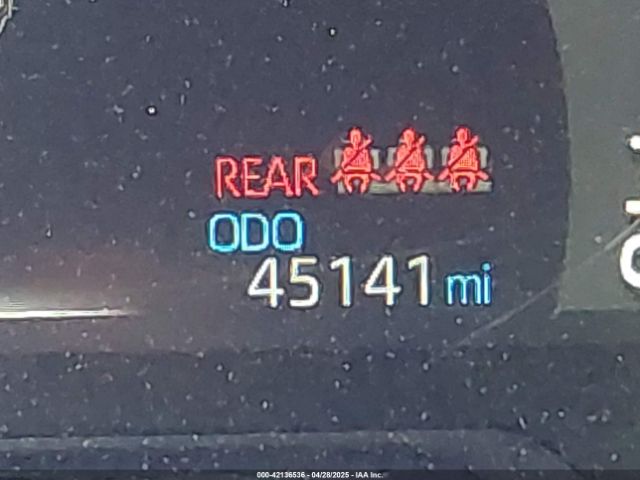 REAR
ODO
45141 mi
000-42136536 - 04/28/2025 - IAA Inc.